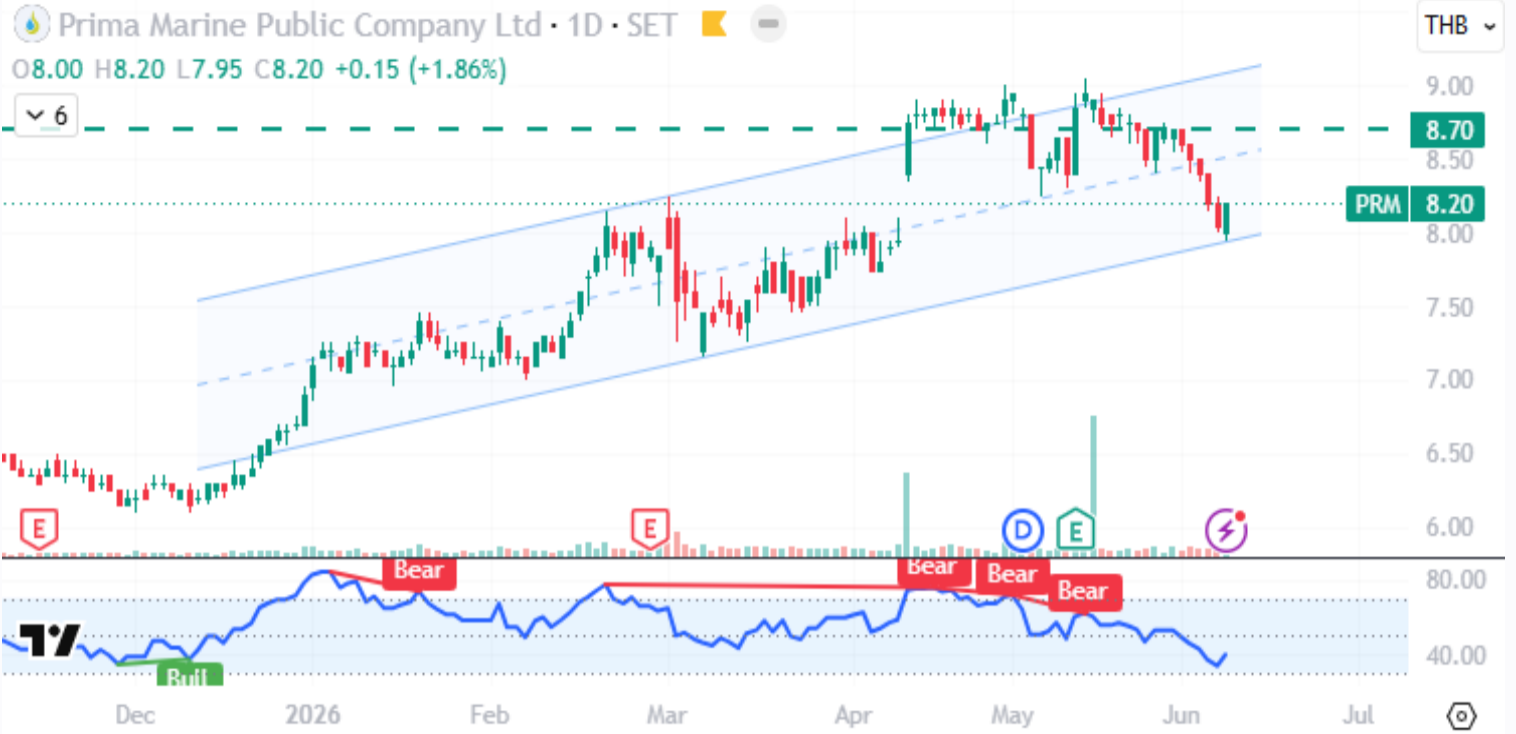 Prima Marine Public Company Ltd · 1D · SET
THB
O8.00 H8.20 L7.95 C8.20 +0.15 (+1.86%)
6
9.00
8.70
8.50
PRM 8.20
8.00
7.50
7.00
6.50
6.00
E E D E
80.00
Bear Bear Bear Bear
40.00
Bull
Dec 2026 Feb Mar Apr May Jun Jul